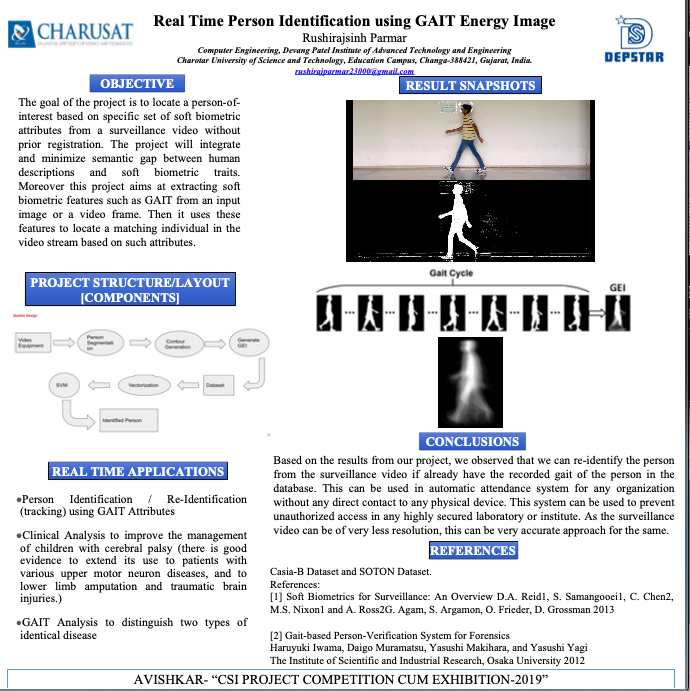 CHARUSAT
Real Time Person Identification using GAIT Energy Image
Rushirajsinh Parmar
Computer Engineering, Devang Patel Institute of Advanced Technology and Engineering
Charotar University of Science and Technology, Education Campus, Changa-388421, Gujarat, India.
rushirajparmar23000@gmail.com
DEPSTAR
OBJECTIVE
The goal of the project is to locate a person-of-
interest based on specific set of soft biometric
attributes from a surveillance video without
prior registration. The project will integrate
and minimize semantic gap between human
descriptions and soft biometric traits.
Moreover this project aims at extracting soft
biometric features such as GAIT from an input
image or a video frame. Then it uses these
features to locate a matching individual in the
video stream based on such attributes.
PROJECT STRUCTURE/LAYOUT
[COMPONENTS]
System Design
Video
Equipment
Person
Segmentati
on
Contour
Generation
Generate
GEI
SVM
Vectorization
Dataset
Identified Person
REAL TIME APPLICATIONS
●Person Identification / Re-Identification
(tracking) using GAIT Attributes
●Clinical Analysis to improve the management
of children with cerebral palsy (there is good
evidence to extend its use to patients with
various upper motor neuron diseases, and to
lower limb amputation and traumatic brain
injuries.)
●GAIT Analysis to distinguish two types of
identical disease
RESULT SNAPSHOTS
Gait Cycle
GEI
CONCLUSIONS
Based on the results from our project, we observed that we can re-identify the person
from the surveillance video if already have the recorded gait of the person in the
database. This can be used in automatic attendance system for any organization
without any direct contact to any physical device. This system can be used to prevent
unauthorized access in any highly secured laboratory or institute. As the surveillance
video can be of very less resolution, this can be very accurate approach for the same.
REFERENCES
Casia-B Dataset and SOTON Dataset.
References:
[1] Soft Biometrics for Surveillance: An Overview D.A. Reid1, S. Samangooei1, C. Chen2,
M.S. Nixon1 and A. Ross2G. Agam, S. Argamon, O. Frieder, D. Grossman 2013
[2] Gait-based Person-Verification System for Forensics
Haruyuki Iwama, Daigo Muramatsu, Yasushi Makihara, and Yasushi Yagi
The Institute of Scientific and Industrial Research, Osaka University 2012
AVISHKAR- “CSI PROJECT COMPETITION CUM EXHIBITION-2019”